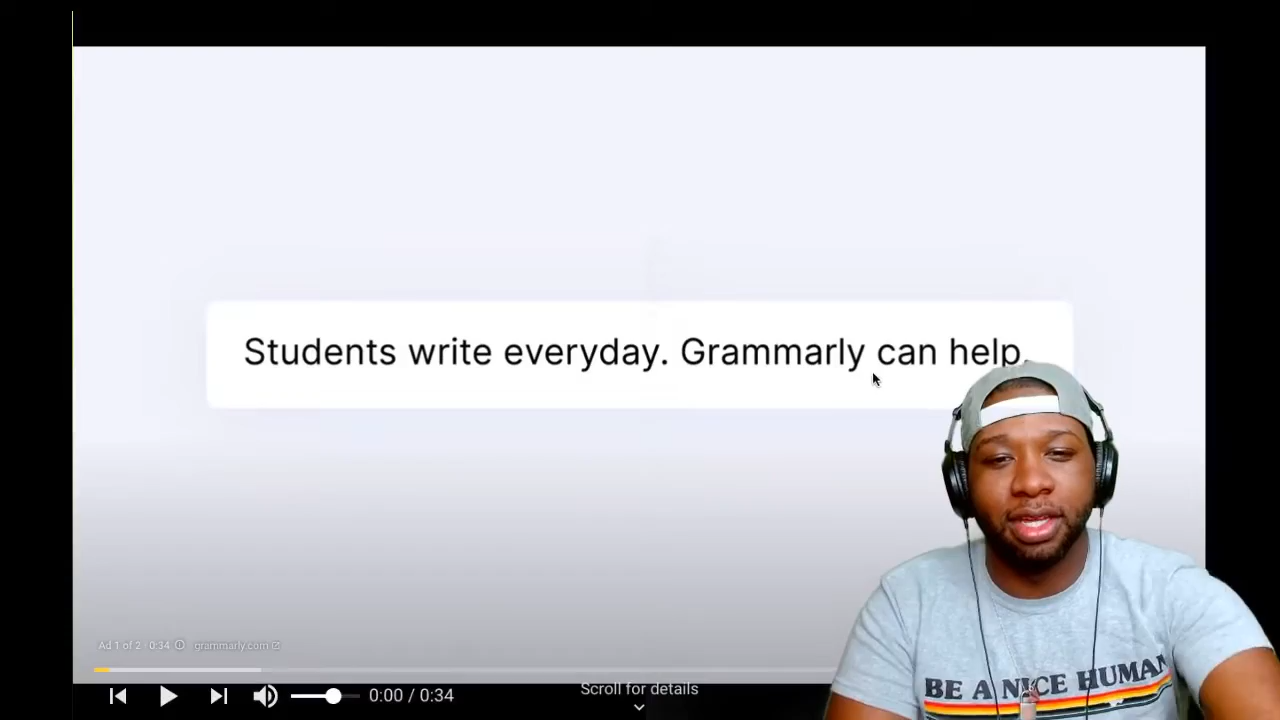 Students write everyday. Grammarly can help.
Ad 1 of 2 · 0:34 grammarly.com
0:00 / 0:34
Scroll for details
BE A NICE HUMAN